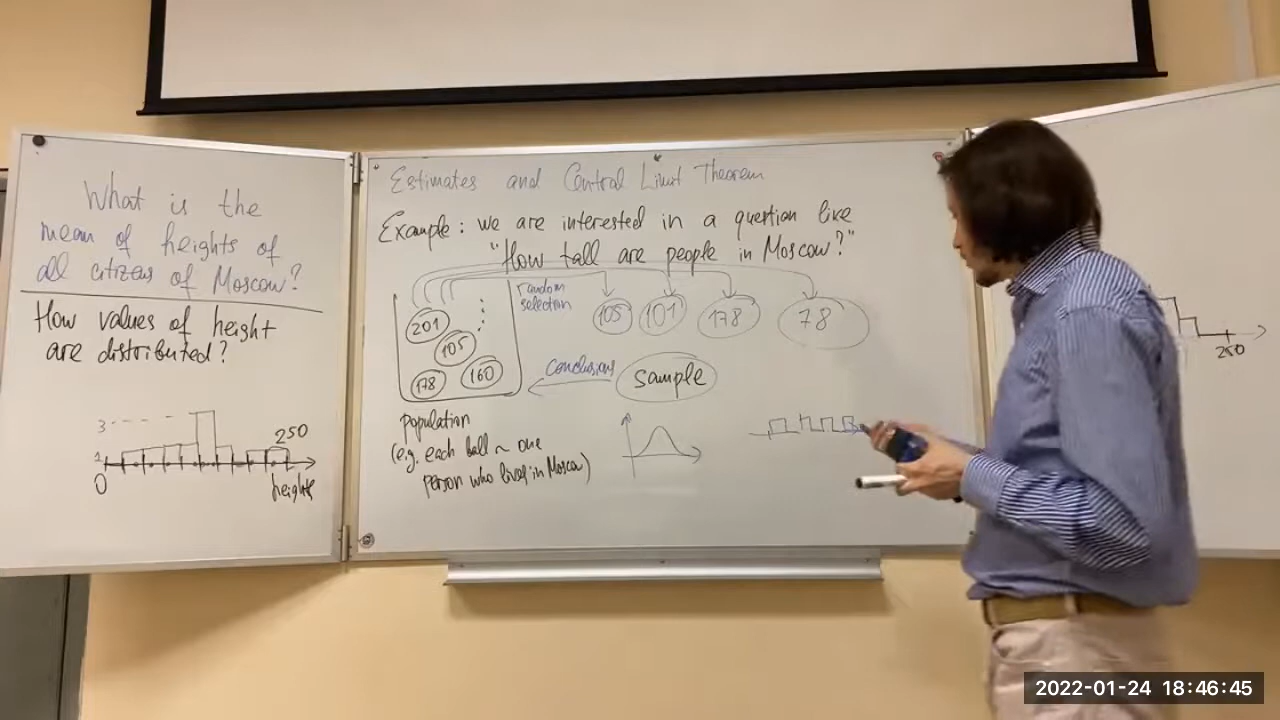 What is the
mean of heights of
all citizens of Moscow?
How values of height
are distributed?
3
1
0
250
heights
Estimates and Central Limit Theorem
Example: we are interested in a question like
"How tall are people in Moscow?"
random
selection
201
105
178
160
105
101
178
78
conclusions
sample
population
(e.g. each ball ~ one
person who lives in Moscow)
250
2022-01-24 18:46:45